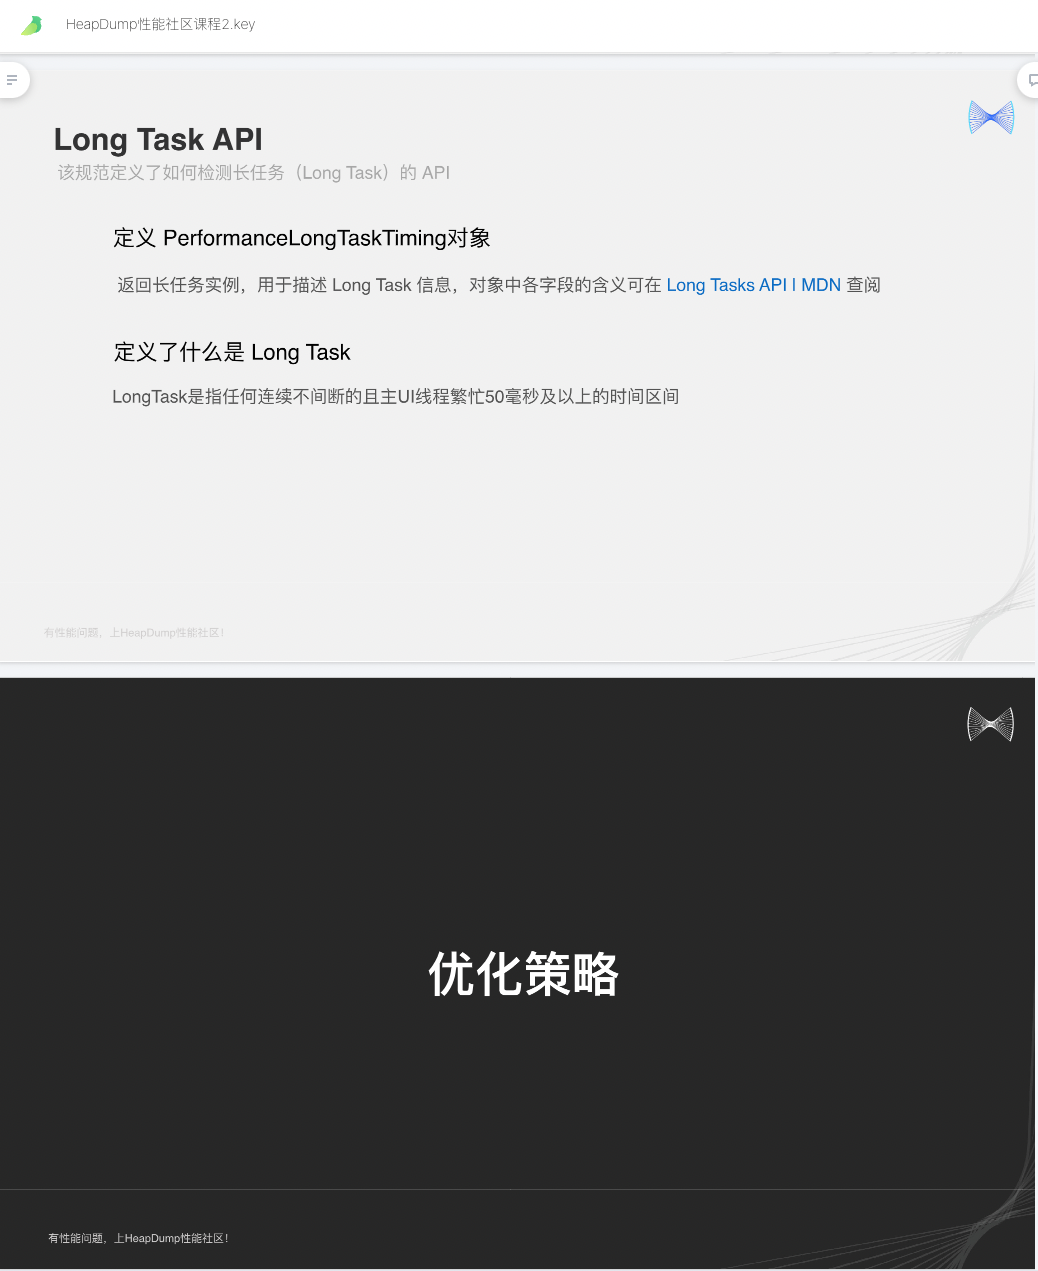 HeapDump性能社区课程2.key
Long Task API
该规范定义了如何检测长任务（Long Task）的 API
定义 PerformanceLongTaskTiming对象
返回长任务实例，用于描述 Long Task 信息，对象中各字段的含义可在 Long Tasks API | MDN 查阅
定义了什么是 Long Task
LongTask是指任何连续不间断的且主UI线程繁忙50毫秒及以上的时间区间
有性能问题，上HeapDump性能社区！
优化策略
有性能问题，上HeapDump性能社区！